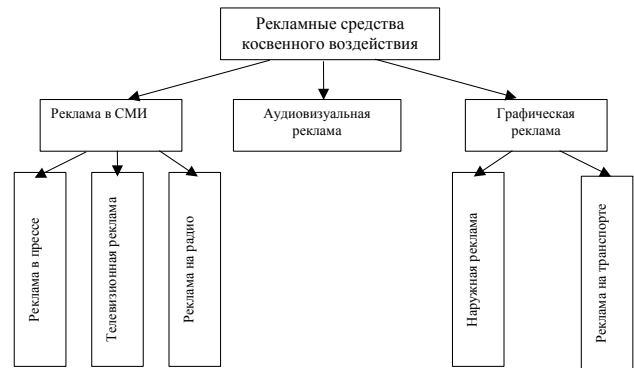 Рекламные средства
косвенного воздействия
Реклама в СМИ
Аудиовизуальная
реклама
Графическая
реклама
Реклама в прессе
Телевизионная реклама
Реклама на радио
Наружная реклама
Реклама на транспорте